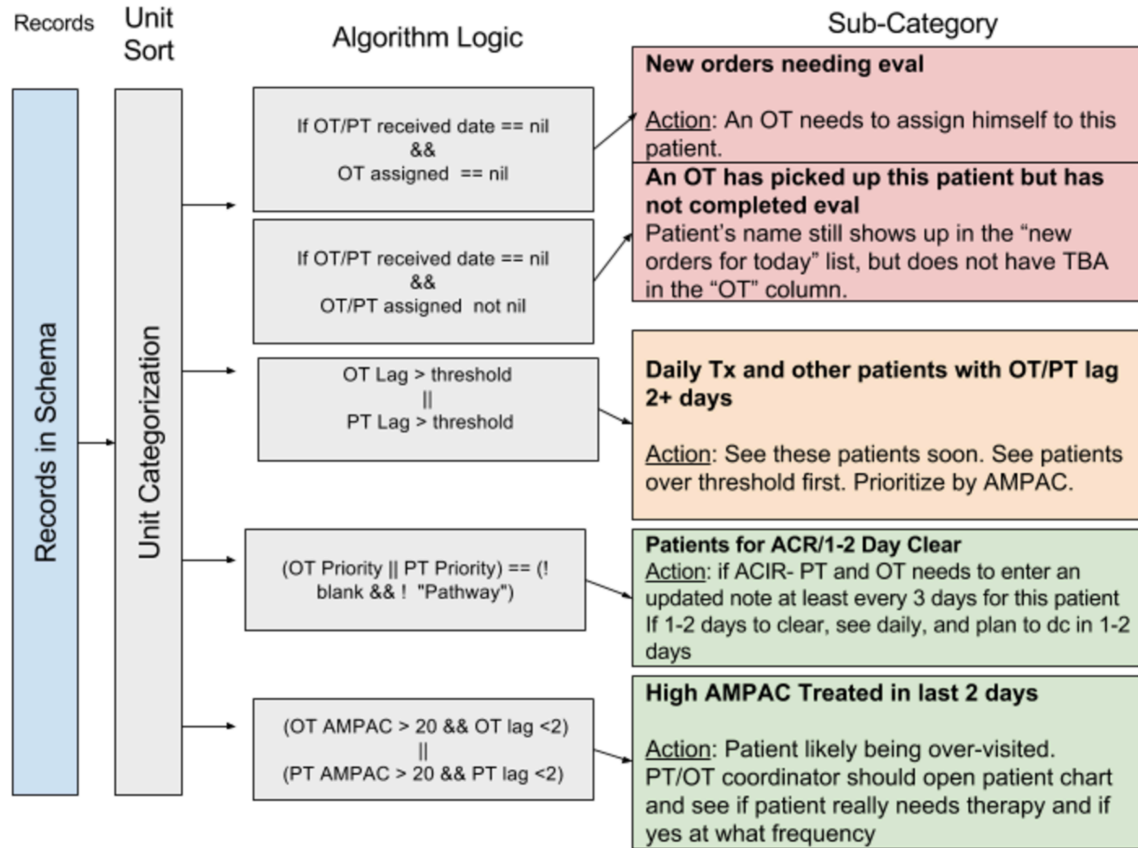 Records
Unit
Sort
Algorithm Logic
Sub-Category
Records in Schema
Unit Categorization
If OT/PT received date == nil
&&
OT assigned == nil
If OT/PT received date == nil
&&
OT/PT assigned not nil
OT Lag > threshold
||
PT Lag > threshold
(OT Priority || PT Priority) == (!
blank && ! "Pathway")
(OT AMPAC > 20 && OT lag <2)
||
(PT AMPAC > 20 && PT lag <2)
New orders needing eval
Action: An OT needs to assign himself to this
patient.
An OT has picked up this patient but has
not completed eval
Patient’s name still shows up in the “new
orders for today” list, but does not have TBA
in the “OT” column.
Daily Tx and other patients with OT/PT lag
2+ days
Action: See these patients soon. See patients
over threshold first. Prioritize by AMPAC.
Patients for ACR/1-2 Day Clear
Action: if ACIR- PT and OT needs to enter an
updated note at least every 3 days for this patient
If 1-2 days to clear, see daily, and plan to dc in 1-2
days
High AMPAC Treated in last 2 days
Action: Patient likely being over-visited.
PT/OT coordinator should open patient chart
and see if patient really needs therapy and if
yes at what frequency